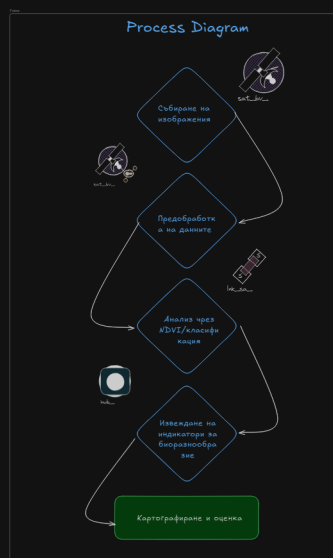 Process Diagram
Събиране на
изображения
Предобработк
а на данните
Анализ чрез
NDVI/класифи
кация
Извеждане на
индикатори за
биоразнообра
зие
Картографиране и оценка